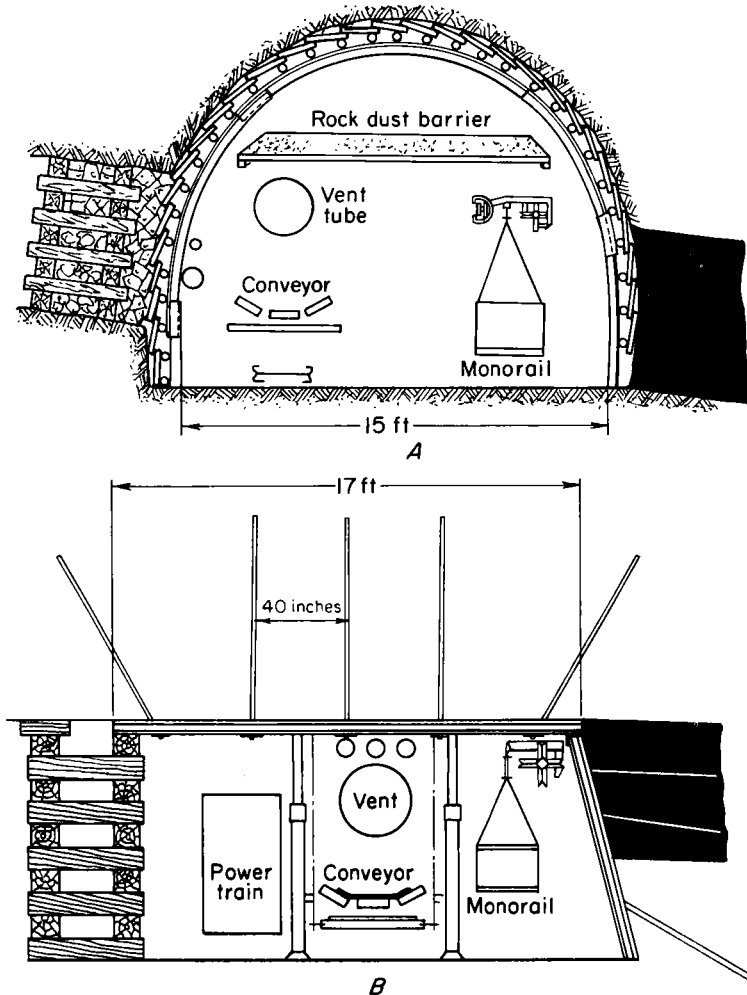 Rock dust barrier
Vent
tube
Conveyor
Monorail
15 ft
A
17 ft
40 inches
Vent
Power
train
Conveyor
Monorail
B